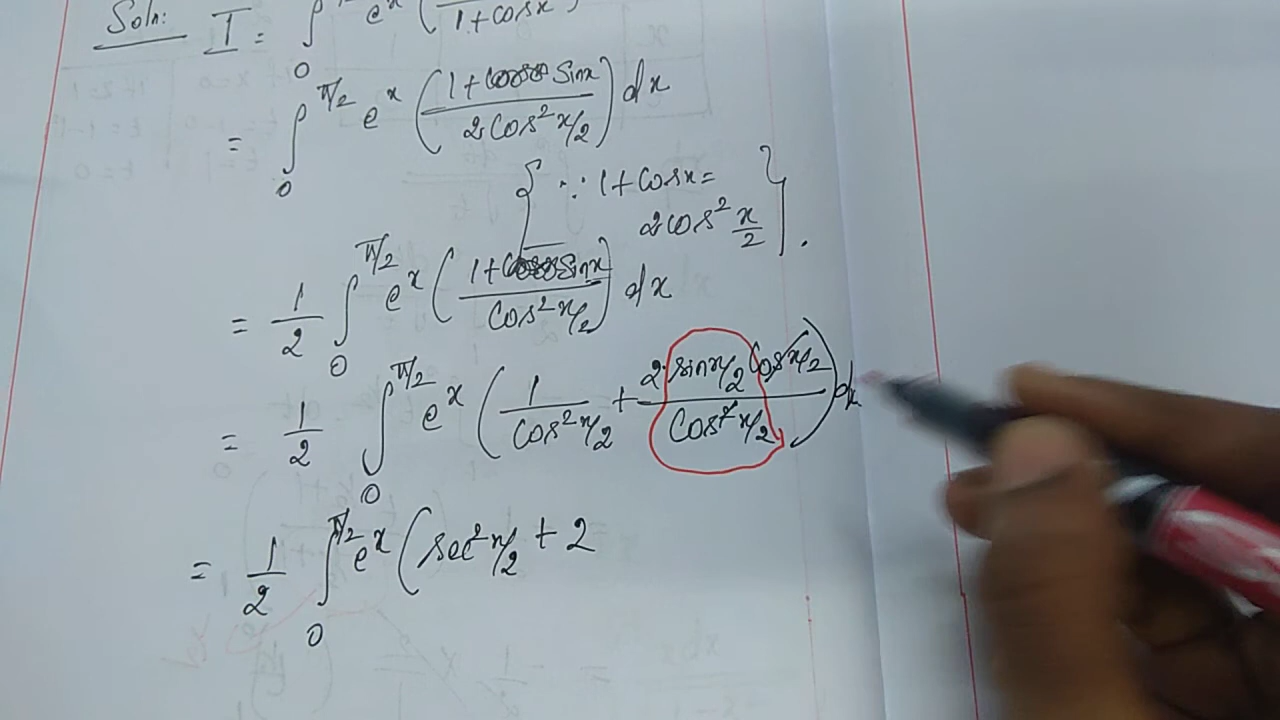 Soln: I = ∫₀ eˣ ( / 1+cosx )
= ∫₀^π/2 eˣ ( 1+ sinx / 2cos² x/2 ) dx
{ ∵ 1+cosx =
2cos² x/2 } .
= 1/2 ∫₀^π/2 eˣ ( 1+ sinx / cos² x/2 ) dx
= 1/2 ∫₀^π/2 eˣ ( 1 / cos² x/2 + 2·sin x/2 cos x/2 / cos² x/2 ) dx
= 1/2 ∫₀^π/2 eˣ ( sec² x/2 + 2